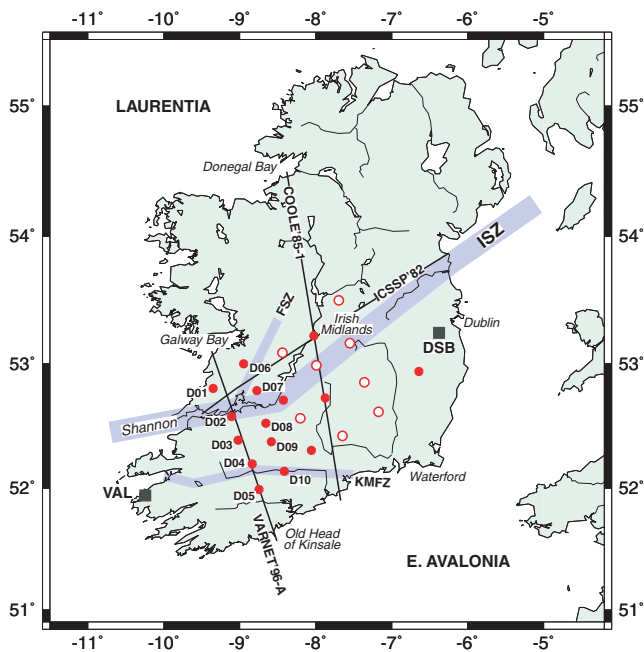 -11° -10° -9° -8° -7° -6° -5°
55°
LAURENTIA
Donegal Bay
COOLE'85-1
54°
ISZ
ICSSP'82
FSZ
Irish
Midlands
Galway Bay
Dublin
DSB
53°
D06
D01
D07
Shannon
D02
D08
D03
D09
D04
D10
KMFZ
Waterford
52°
VAL
D05
VARNET'96-A
Old Head
of Kinsale
E. AVALONIA
51°
55°
54°
53°
52°
51°
-11° -10° -9° -8° -7° -6° -5°